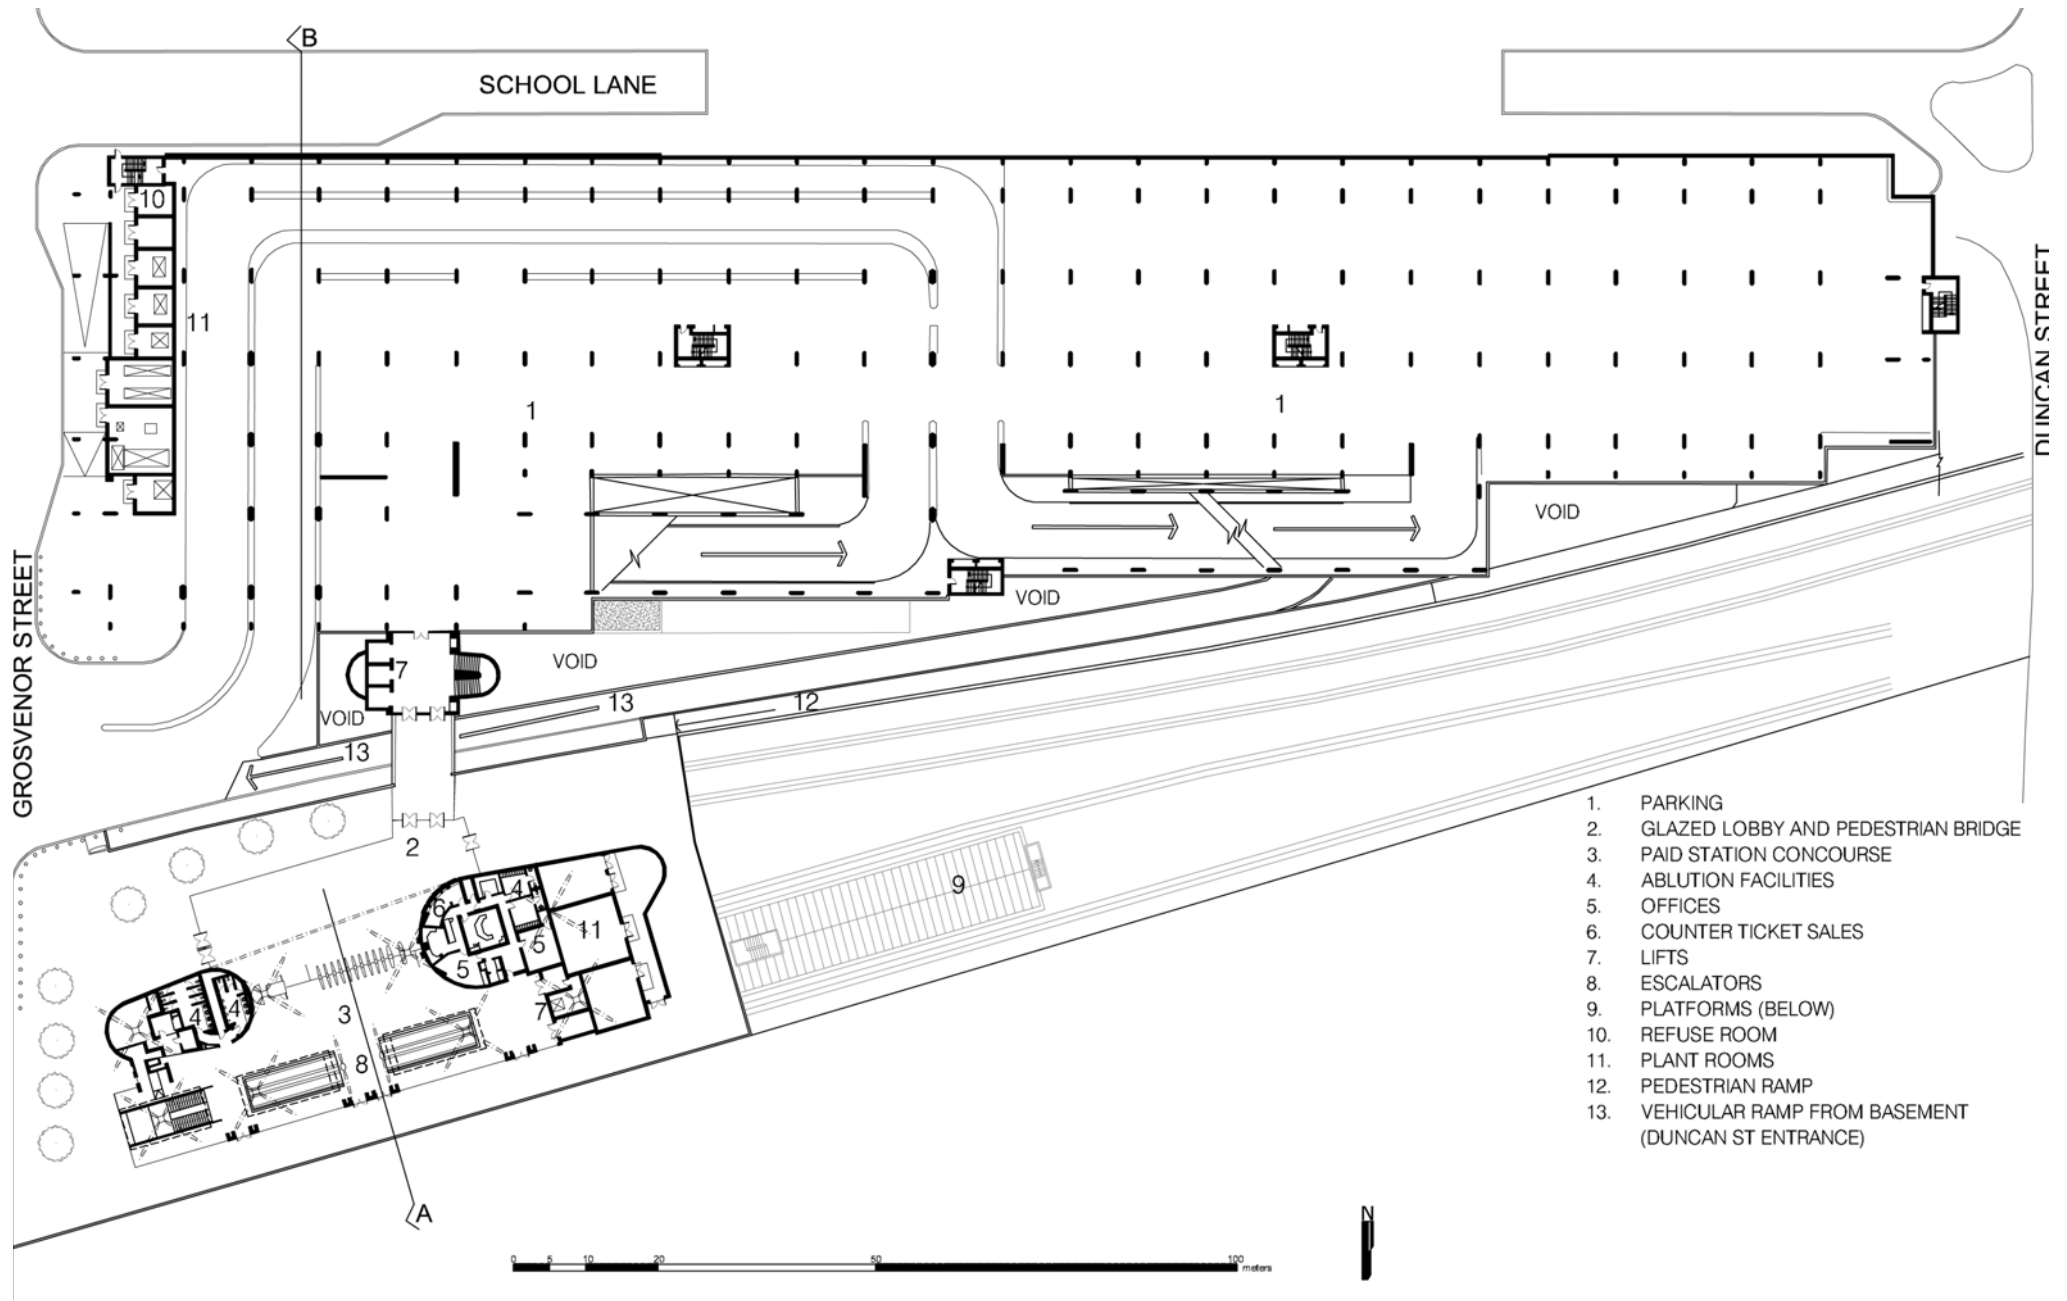 B
SCHOOL LANE
10
11
1
1
DUNCAN STREET
VOID
GROSVENOR STREET
VOID
VOID
7
VOID
13
12
13
2
4
6
5
11
5
9
4
4
7
3
8
A
1. PARKING
2. GLAZED LOBBY AND PEDESTRIAN BRIDGE
3. PAID STATION CONCOURSE
4. ABLUTION FACILITIES
5. OFFICES
6. COUNTER TICKET SALES
7. LIFTS
8. ESCALATORS
9. PLATFORMS (BELOW)
10. REFUSE ROOM
11. PLANT ROOMS
12. PEDESTRIAN RAMP
13. VEHICULAR RAMP FROM BASEMENT
(DUNCAN ST ENTRANCE)
N
0 5 10 20 50 100
meters